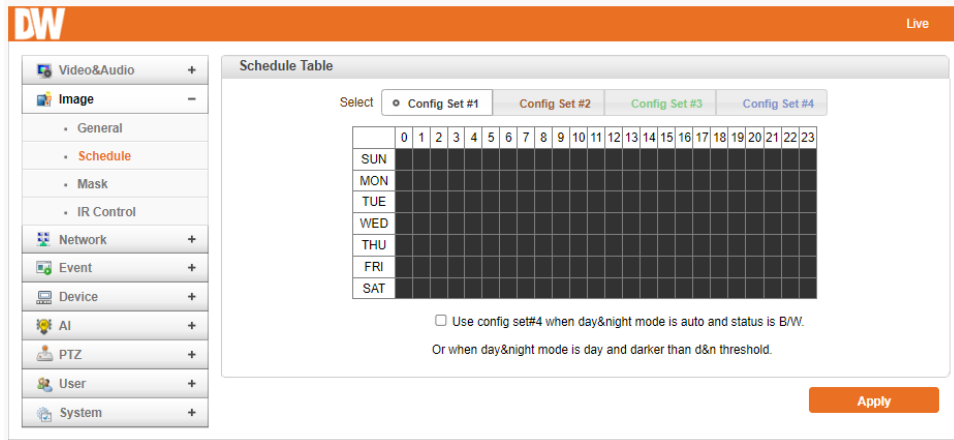 DW
Live
Video&Audio +
Image −
General
Schedule
Mask
IR Control
Network +
Event +
Device +
AI +
PTZ +
User +
System +
Schedule Table
Select Config Set #1 Config Set #2 Config Set #3 Config Set #4
0 1 2 3 4 5 6 7 8 9 10 11 12 13 14 15 16 17 18 19 20 21 22 23
SUN
MON
TUE
WED
THU
FRI
SAT
Use config set#4 when day&night mode is auto and status is B/W.
Or when day&night mode is day and darker than d&n threshold.
Apply